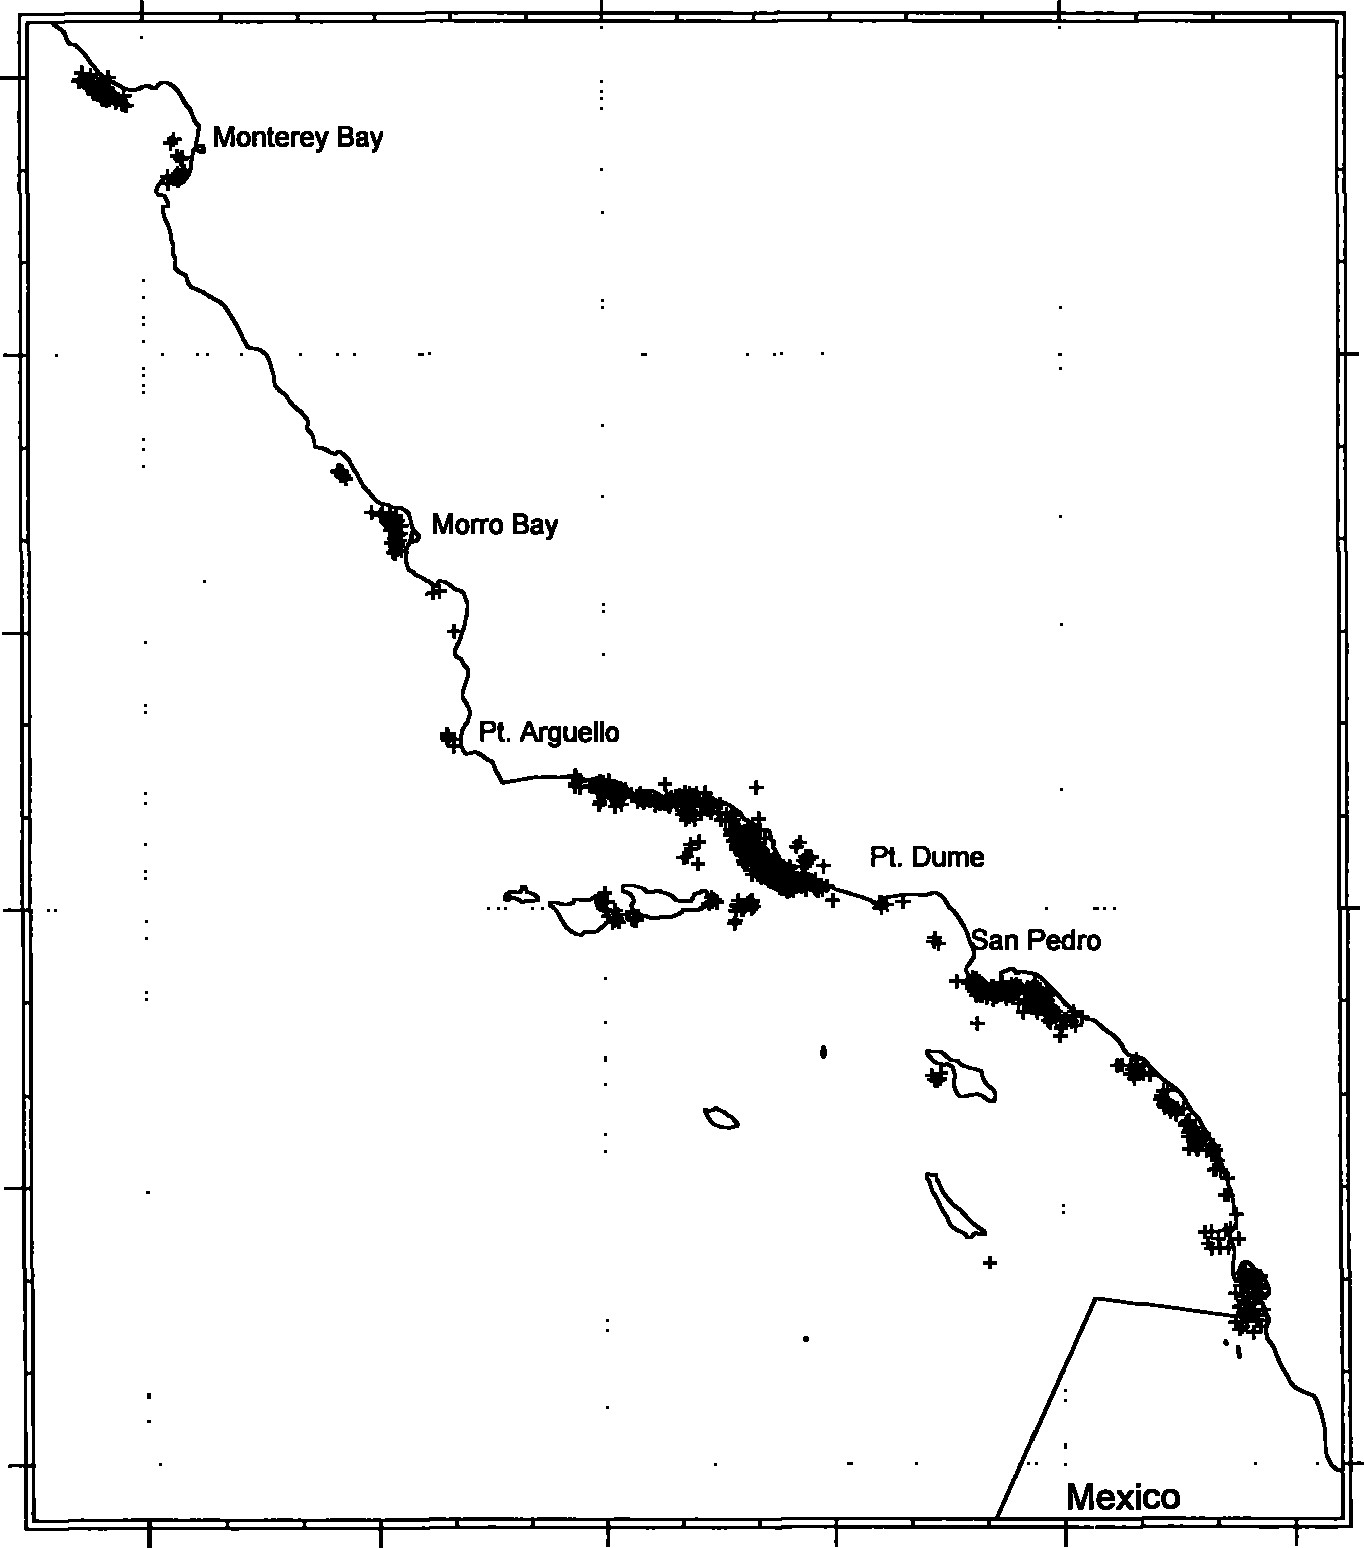 Monterey Bay
Morro Bay
Pt. Arguello
Pt. Dume
San Pedro
Mexico